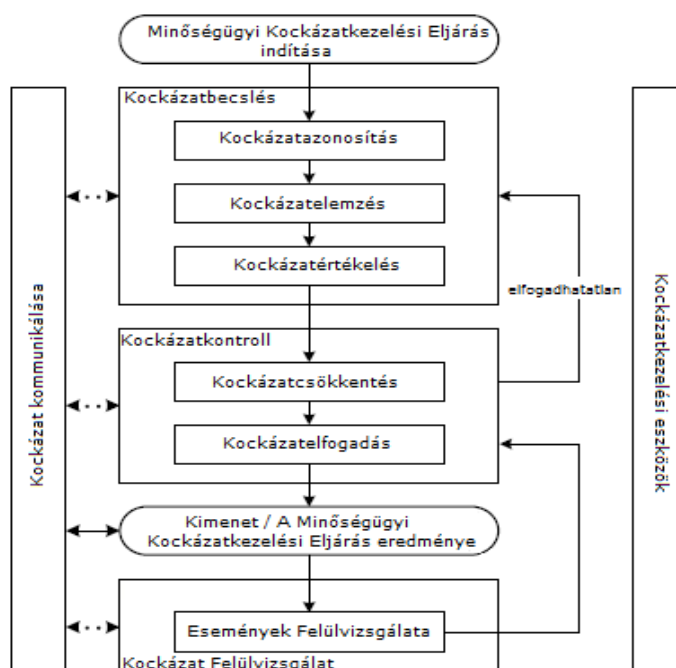 Minőségügyi Kockázatkezelési Eljárás
indítása
Kockázatbecslés
Kockázatazonosítás
Kockázatelemzés
Kockázatértékelés
elfogadhatatlan
Kockázatkontroll
Kockázatcsökkentés
Kockázatelfogadás
Kimenet / A Minőségügyi
Kockázatkezelési Eljárás eredménye
Események Felülvizsgálata
Kockázat Felülvizsgálat
Kockázat kommunikálása
Kockázatkezelési eszközök